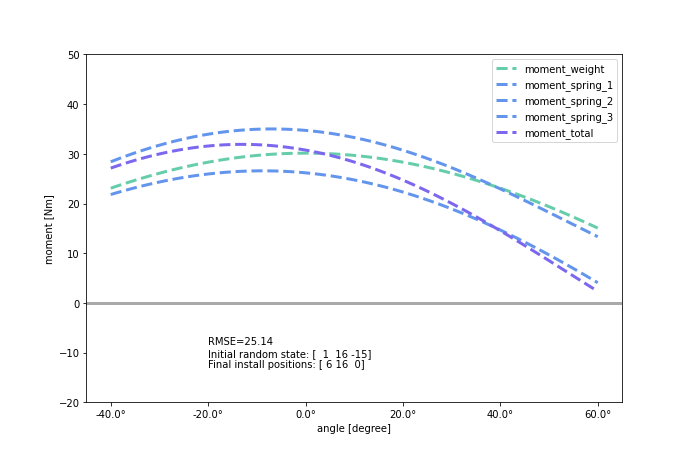 50
40
30
20
10
0
−10
−20
moment [Nm]
-40.0°
-20.0°
0.0°
20.0°
40.0°
60.0°
angle [degree]
moment_weight
moment_spring_1
moment_spring_2
moment_spring_3
moment_total
RMSE=25.14
Initial random state: [  1  16 -15]
Final install positions: [ 6 16  0]